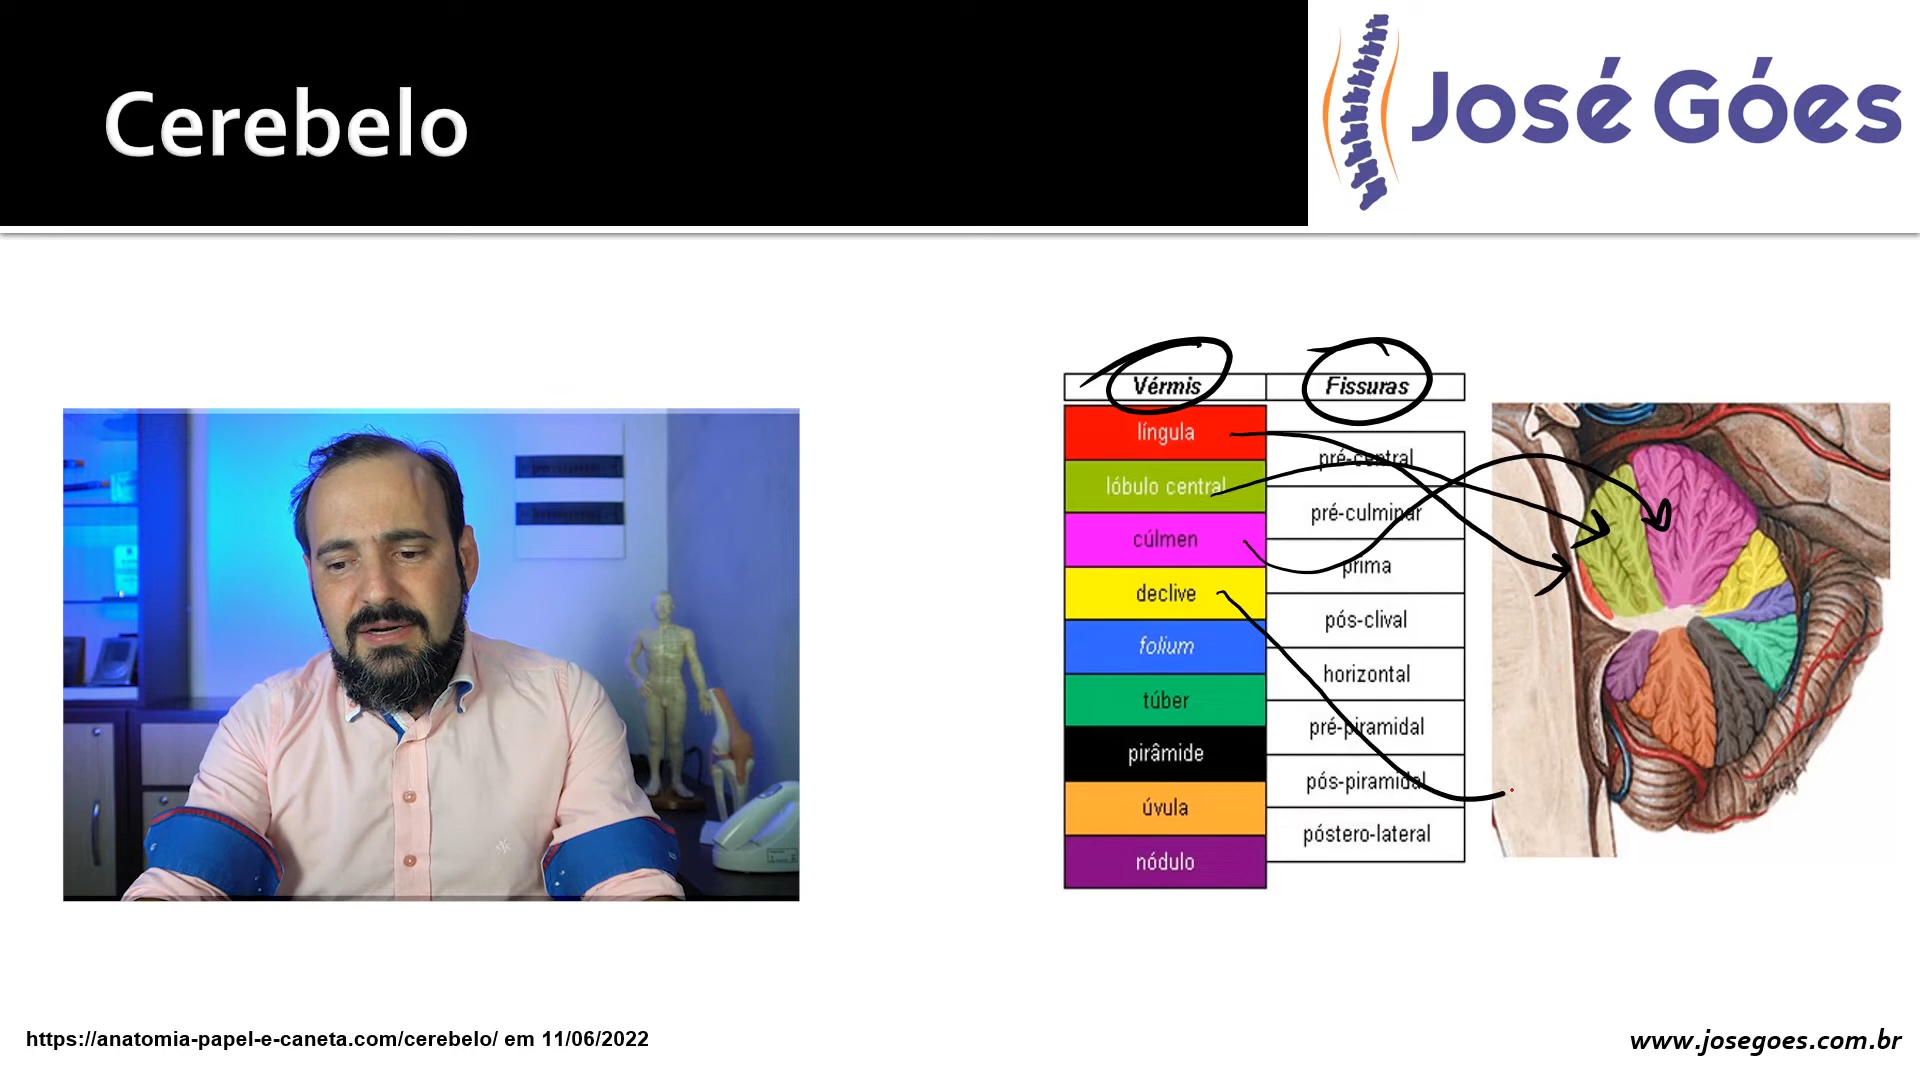 Cerebelo
José Góes
Vérmis
Fissuras
língula
pré-central
lóbulo central
pré-culminar
cúlmen
prima
declive
pós-clival
folium
horizontal
túber
pré-piramidal
pirâmide
pós-piramidal
úvula
póstero-lateral
nódulo
https://anatomia-papel-e-caneta.com/cerebelo/ em 11/06/2022
www.josegoes.com.br